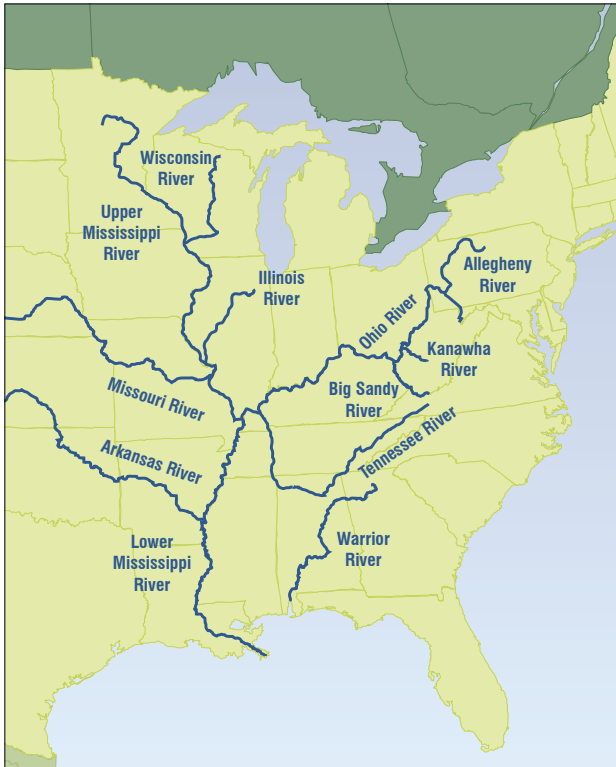 Wisconsin
River
Upper
Mississippi
River
Illinois
River
Allegheny
River
Ohio River
Kanawha
River
Missouri River
Big Sandy
River
Tennessee River
Arkansas River
Lower
Mississippi
River
Warrior
River